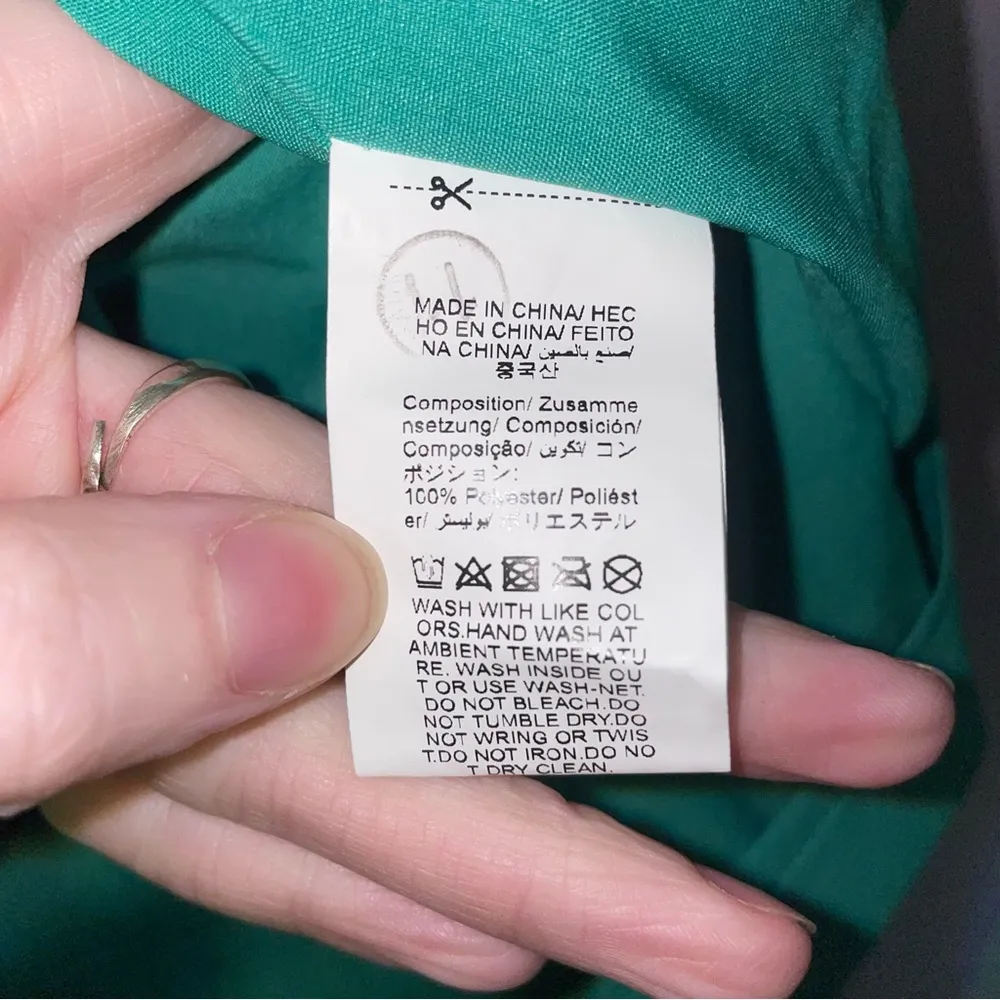 MADE IN CHINA/ HEC
HO EN CHINA/ FEITO
NA CHINA/ صنع بالصين/
중국산
Composition/ Zusamme
nsetzung/ Composición/
Composição/ تكوين/ コン
ポジション:
100% Polyester/ Poliést
er/ بوليستر/ ポリエステル
WASH WITH LIKE COL
ORS.HAND WASH AT
AMBIENT TEMPERATU
RE. WASH INSIDE OU
T OR USE WASH-NET.
DO NOT BLEACH.DO
NOT TUMBLE DRY.DO
NOT WRING OR TWIS
T.DO NOT IRON.DO NO
T DRY CLEAN.